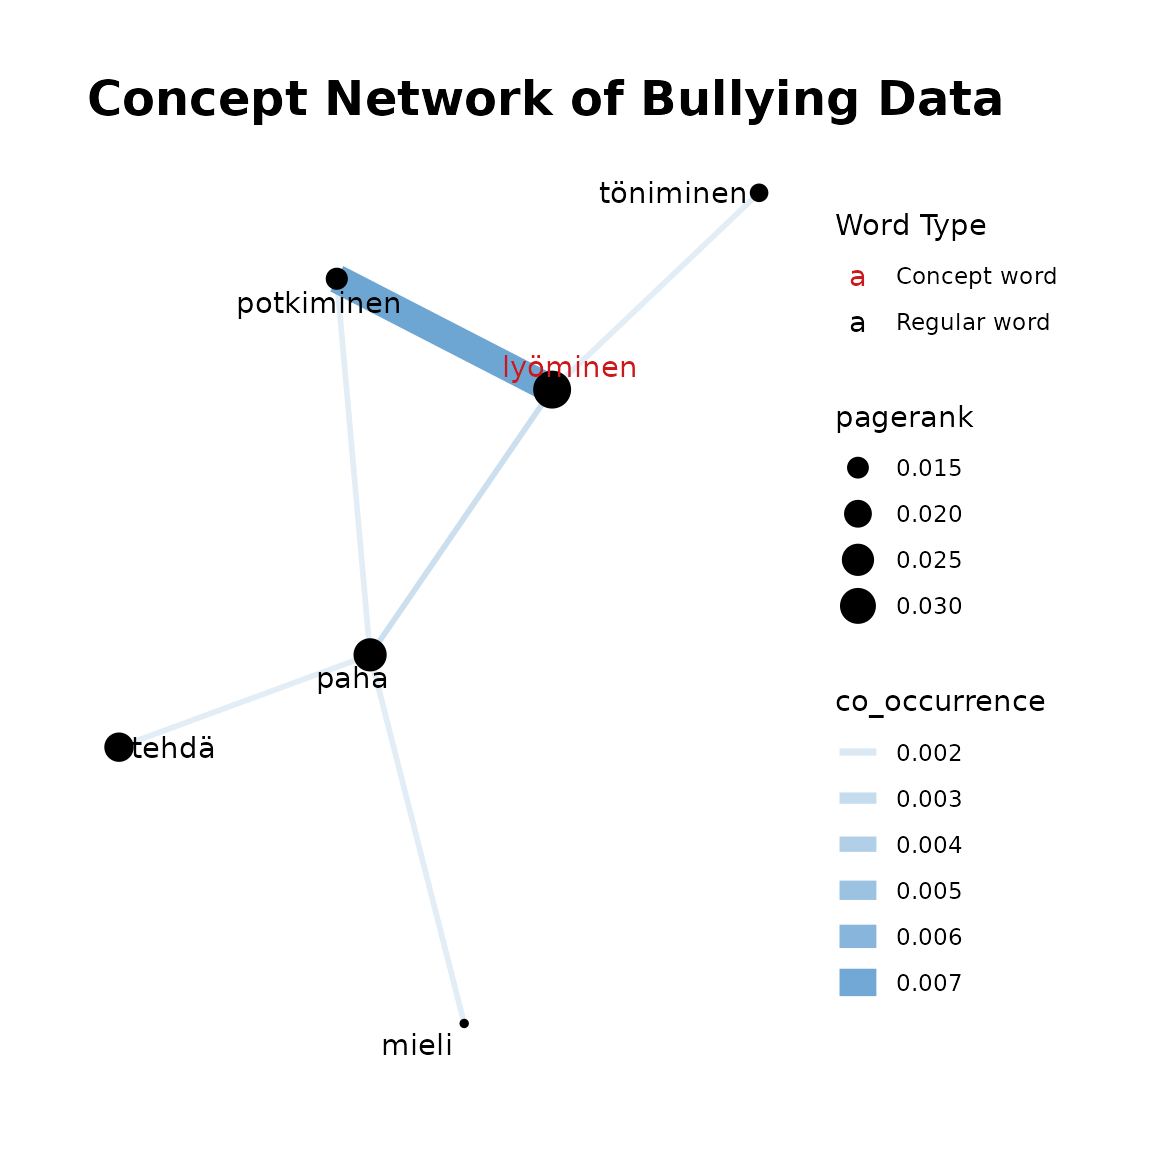 Concept Network of Bullying Data
töniminen
potkiminen
lyöminen
paha
tehdä
mieli
Word Type
a Concept word
a Regular word
pagerank
0.015
0.020
0.025
0.030
co_occurrence
0.002
0.003
0.004
0.005
0.006
0.007